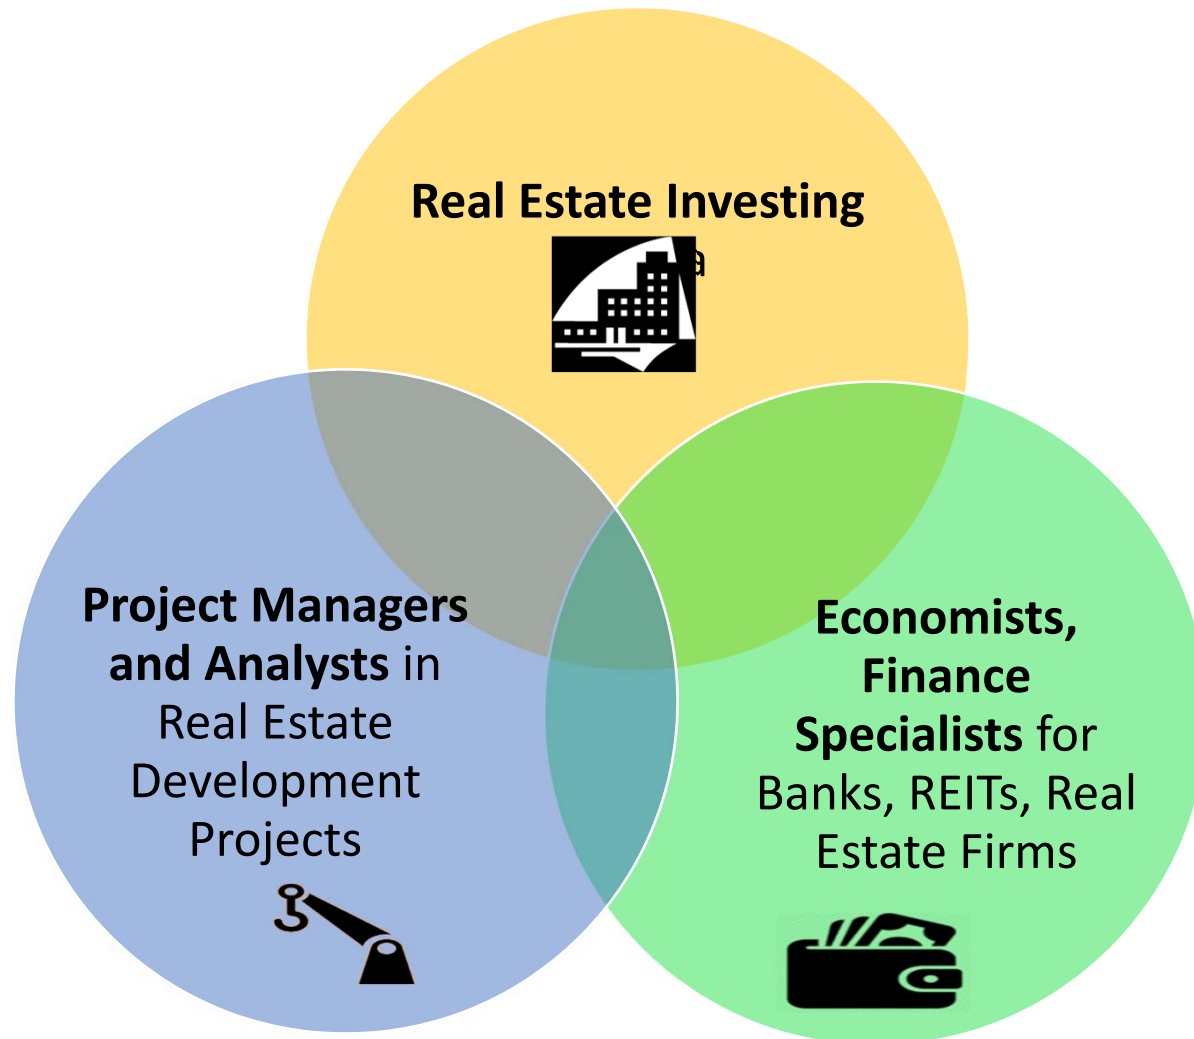 Real Estate Investing
a
Project Managers
and Analysts in
Real Estate
Development
Projects
Economists,
Finance
Specialists for
Banks, REITs, Real
Estate Firms